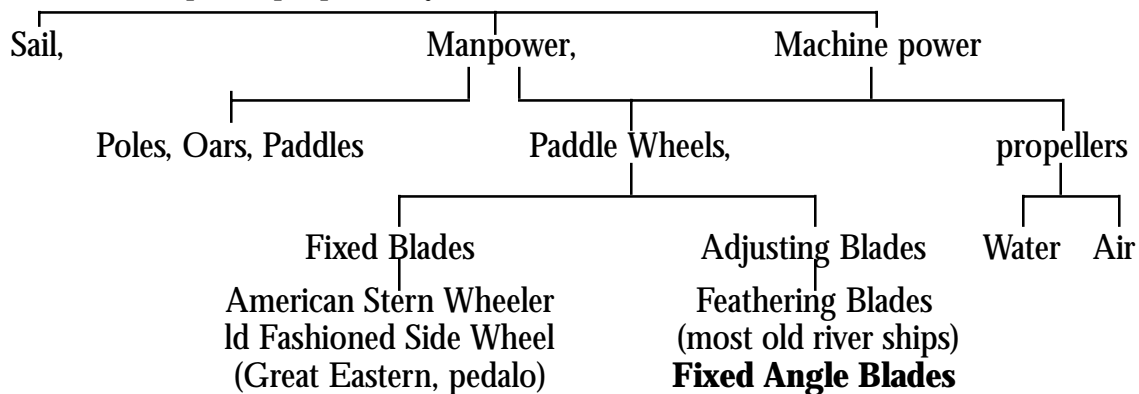 Sail, Manpower, Machine power
Poles, Oars, Paddles Paddle Wheels, propellers
Fixed Blades Adjusting Blades Water Air
American Stern Wheeler Feathering Blades
ld Fashioned Side Wheel (most old river ships)
(Great Eastern, pedalo) Fixed Angle Blades